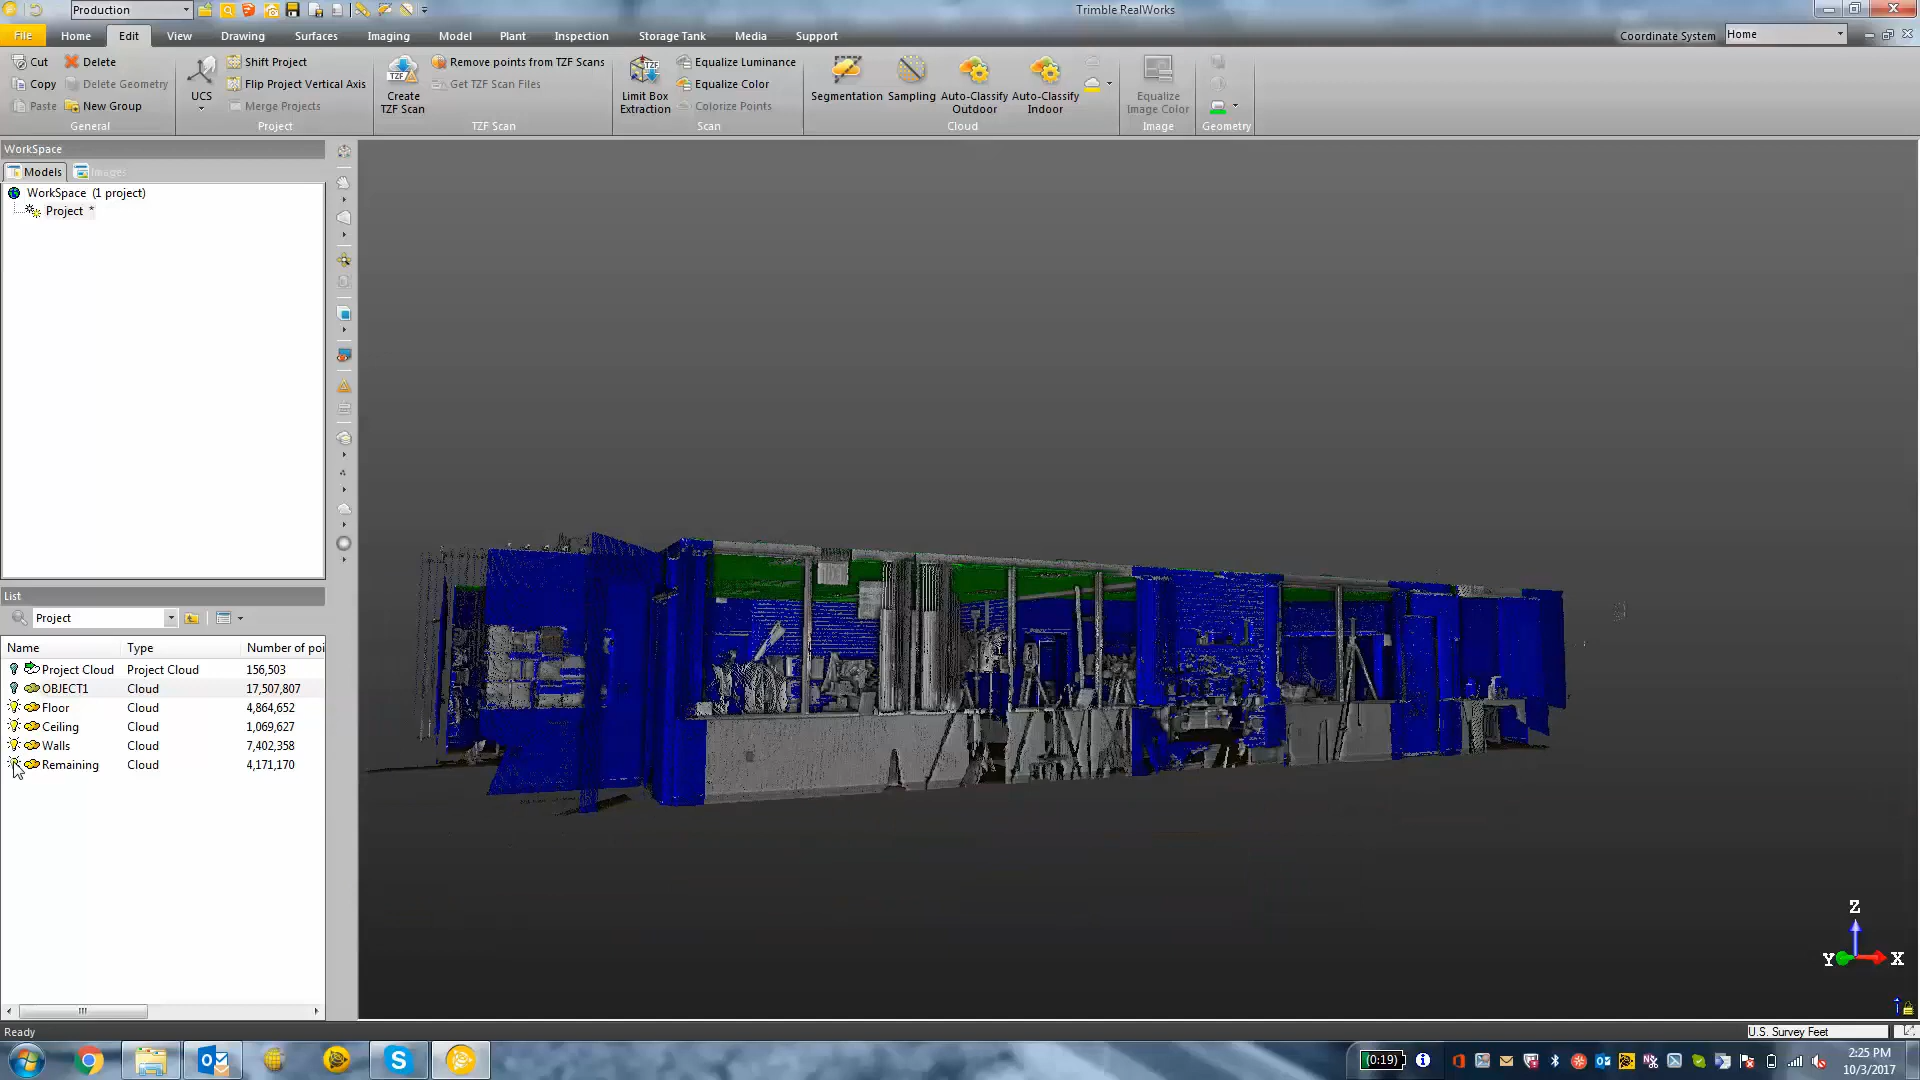 Production
Trimble RealWorks
File
Home
Edit
View
Drawing
Surfaces
Imaging
Model
Plant
Inspection
Storage Tank
Media
Support
Coordinate System
Home
Cut
Delete
Copy
Delete Geometry
Paste
New Group
General
UCS
Shift Project
Flip Project Vertical Axis
Merge Projects
Project
TZF
Create
TZF Scan
Remove points from TZF Scans
Get TZF Scan Files
TZF Scan
TZF
Limit Box
Extraction
Equalize Luminance
Equalize Color
Colorize Points
Scan
Segmentation
Sampling
Auto-Classify
Outdoor
Auto-Classify
Indoor
Cloud
Equalize
Image Color
Image
Geometry
WorkSpace
Models
Images
WorkSpace (1 project)
Project *
List
Project
Name Type Number of poi
Project Cloud Project Cloud 156,503
OBJECT1 Cloud 17,507,807
Floor Cloud 4,864,652
Ceiling Cloud 1,069,627
Walls Cloud 7,402,358
Remaining Cloud 4,171,170
Z
Y
X
Ready
U.S. Survey Feet
(0:19)
2:25 PM
10/3/2017